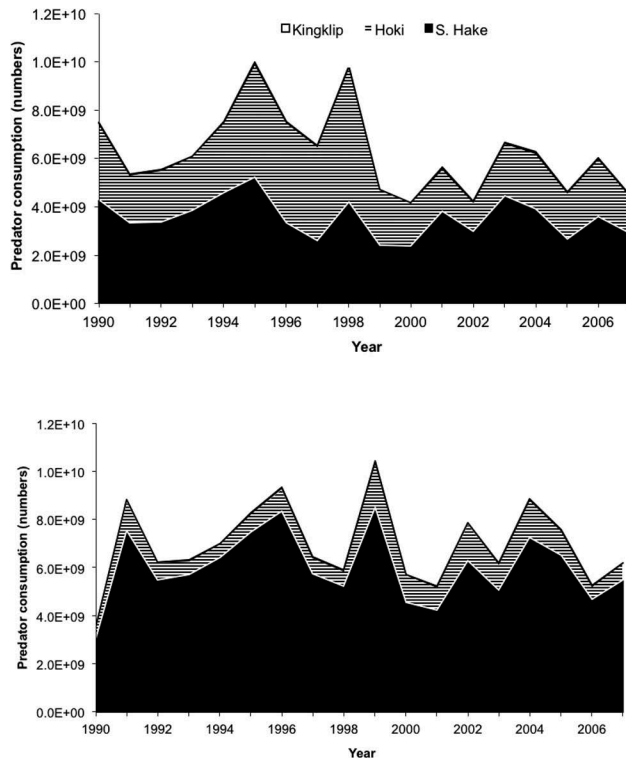 Kingklip Hoki S. Hake
Predator consumption (numbers)
1.2E+10
1.0E+10
8.0E+09
6.0E+09
4.0E+09
2.0E+09
0.0E+00
1990 1992 1994 1996 1998 2000 2002 2004 2006
Year
Predator consumption (numbers)
1.2E+10
1.0E+10
8.0E+09
6.0E+09
4.0E+09
2.0E+09
0.0E+00
1990 1992 1994 1996 1998 2000 2002 2004 2006
Year